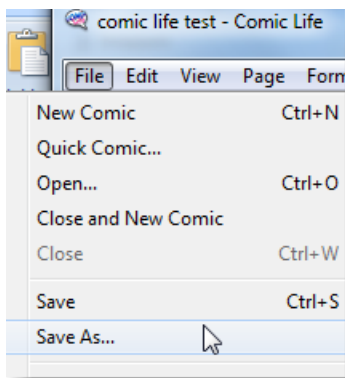 comic life test - Comic Life
File Edit View Page Form
New Comic Ctrl+N
Quick Comic...
Open... Ctrl+O
Close and New Comic
Close Ctrl+W
Save Ctrl+S
Save As...